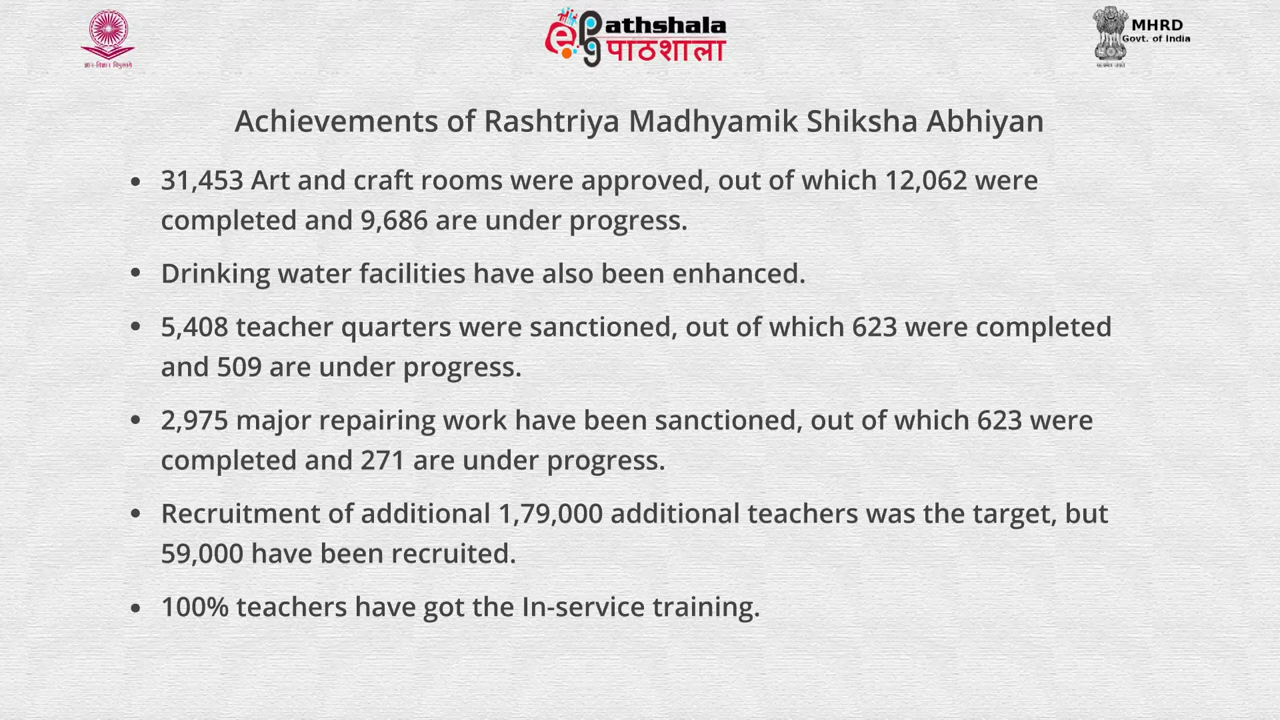 ePathshala
पाठशाला
MHRD
Govt. of India
ज्ञान-विज्ञान विमुक्तये
सत्यमेव जयते
Achievements of Rashtriya Madhyamik Shiksha Abhiyan
• 31,453 Art and craft rooms were approved, out of which 12,062 were
completed and 9,686 are under progress.
• Drinking water facilities have also been enhanced.
• 5,408 teacher quarters were sanctioned, out of which 623 were completed
and 509 are under progress.
• 2,975 major repairing work have been sanctioned, out of which 623 were
completed and 271 are under progress.
• Recruitment of additional 1,79,000 additional teachers was the target, but
59,000 have been recruited.
• 100% teachers have got the In-service training.